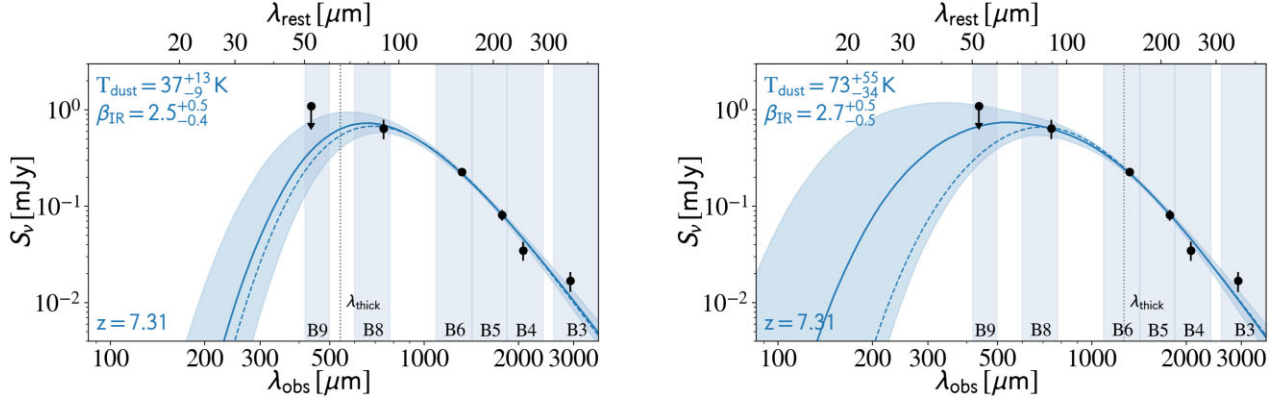 λrest [μm]
20 30 50 100 200 300
Sν [mJy]
10⁰
10⁻¹
10⁻²
Tdust = 37+13−9 K
βIR = 2.5+0.5−0.4
λthick
z = 7.31
B9 B8 B6 B5 B4 B3
100 200 300 500 1000 2000 3000
λobs [μm]
λrest [μm]
20 30 50 100 200 300
Sν [mJy]
10⁰
10⁻¹
10⁻²
Tdust = 73+55−34 K
βIR = 2.7+0.5−0.5
λthick
z = 7.31
B9 B8 B6 B5 B4 B3
100 200 300 500 1000 2000 3000
λobs [μm]